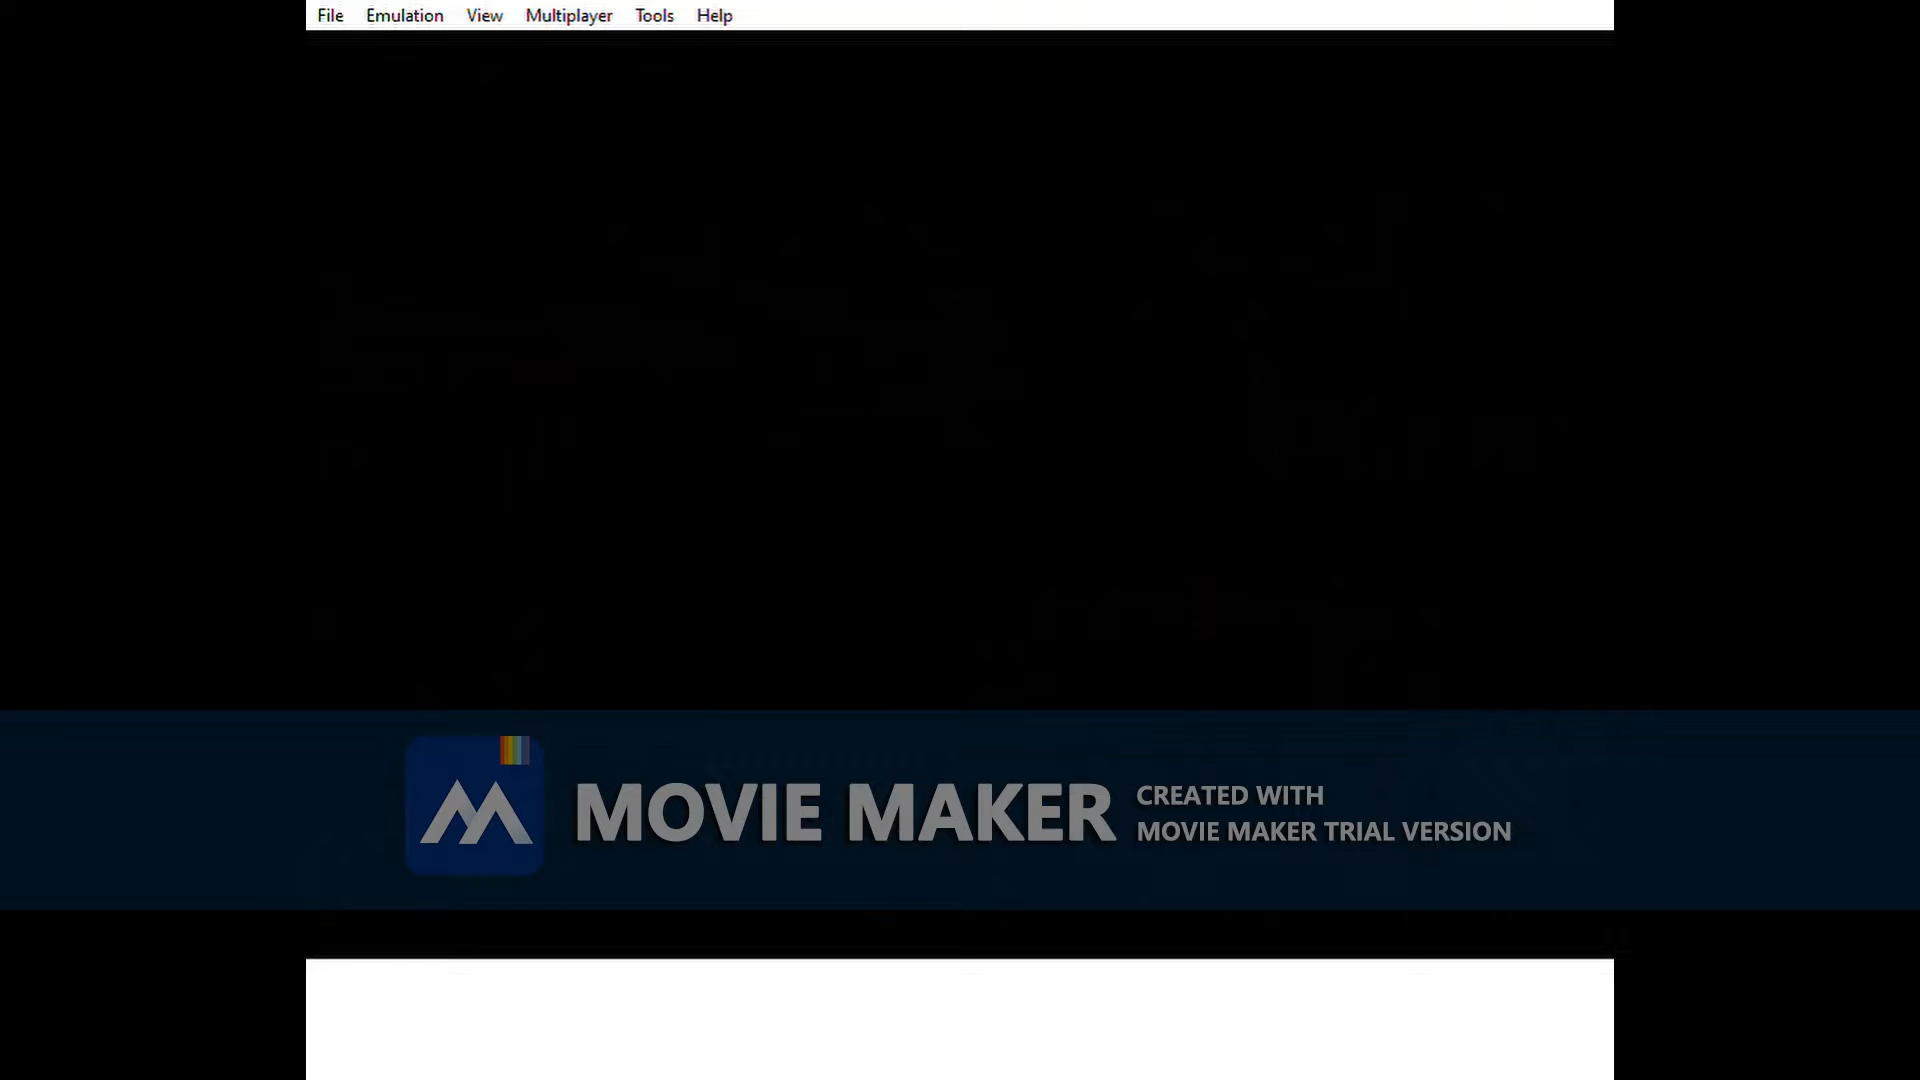 File Emulation View Multiplayer Tools Help
MOVIE MAKER
CREATED WITH
MOVIE MAKER TRIAL VERSION